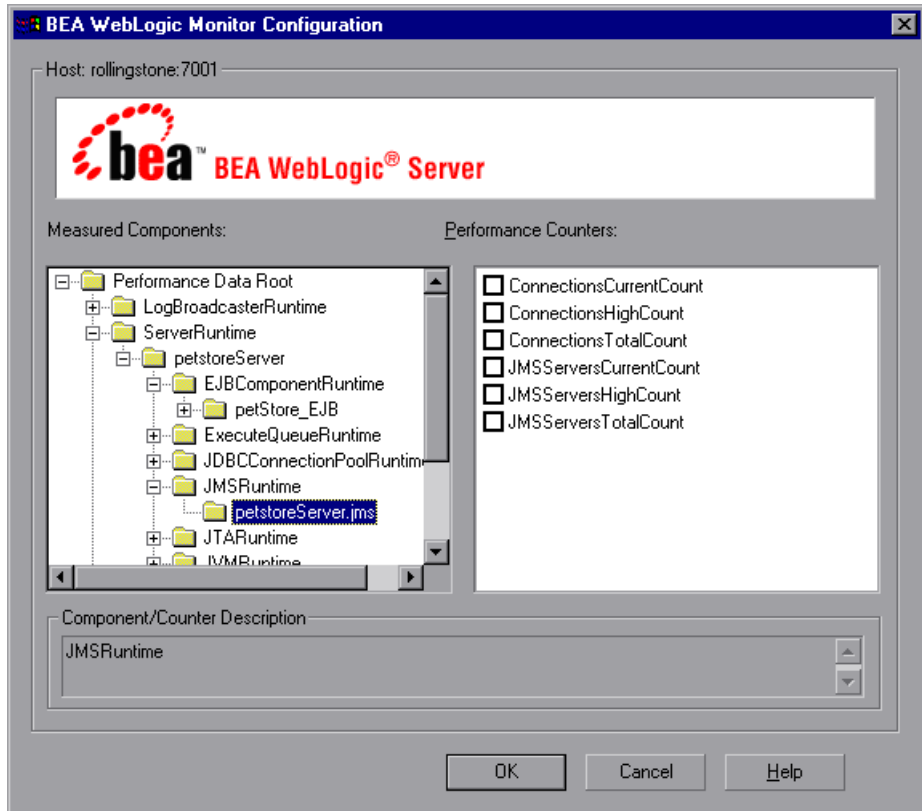 BEA WebLogic Monitor Configuration
Host: rollingstone:7001
bea™ BEA WebLogic® Server
Measured Components:
Performance Counters:
Performance Data Root
LogBroadcasterRuntime
ServerRuntime
petstoreServer
EJBComponentRuntime
petStore_EJB
ExecuteQueueRuntime
JDBCConnectionPoolRuntim
JMSRuntime
petstoreServer.jms
JTARuntime
JVMRuntime
ConnectionsCurrentCount
ConnectionsHighCount
ConnectionsTotalCount
JMSServersCurrentCount
JMSServersHighCount
JMSServersTotalCount
Component/Counter Description
JMSRuntime
OK Cancel Help